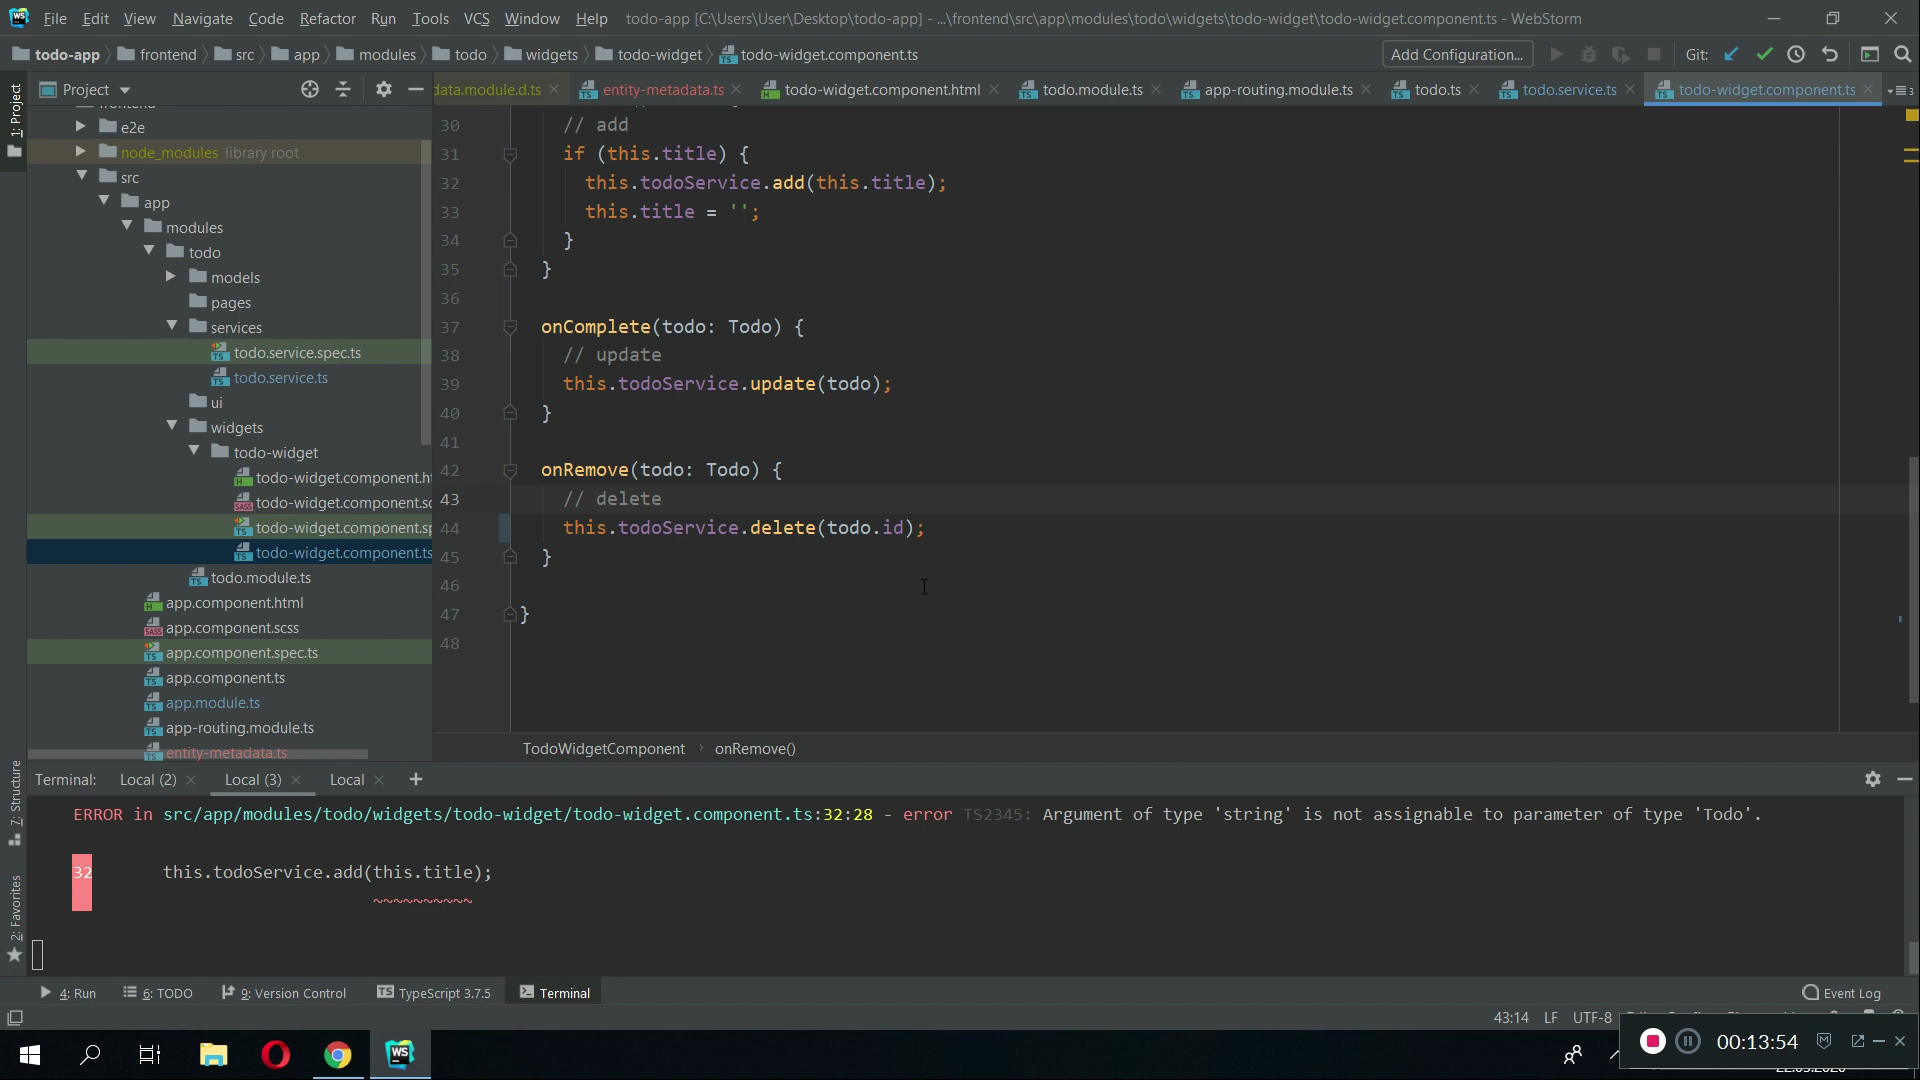 File Edit View Navigate Code Refactor Run Tools VCS Window Help todo-app [C:\Users\User\Desktop\todo-app] - ...\frontend\src\app\modules\todo\widgets\todo-widget\todo-widget.component.ts - WebStorm
todo-app frontend src app modules todo widgets todo-widget todo-widget.component.ts Add Configuration... Git:
1: Project
Project
data.module.d.ts entity-metadata.ts todo-widget.component.html todo.module.ts app-routing.module.ts todo.ts todo.service.ts todo-widget.component.ts
frontend
e2e
node_modules library root
src
app
modules
todo
models
pages
services
todo.service.spec.ts
todo.service.ts
ui
widgets
todo-widget
todo-widget.component.ht
todo-widget.component.sc
todo-widget.component.sp
todo-widget.component.ts
todo.module.ts
app.component.html
app.component.scss
app.component.spec.ts
app.component.ts
app.module.ts
app-routing.module.ts
entity-metadata.ts
30 // add
31 if (this.title) {
32 this.todoService.add(this.title);
33 this.title = '';
34 }
35 }
36
37 onComplete(todo: Todo) {
38 // update
39 this.todoService.update(todo);
40 }
41
42 onRemove(todo: Todo) {
43 // delete
44 this.todoService.delete(todo.id);
45 }
46
47 }
48
TodoWidgetComponent › onRemove()
7: Structure
2: Favorites
Terminal: Local (2) Local (3) Local +
ERROR in src/app/modules/todo/widgets/todo-widget/todo-widget.component.ts:32:28 - error TS2345: Argument of type 'string' is not assignable to parameter of type 'Todo'.
32 this.todoService.add(this.title);
~~~~~~~~~~
4: Run 6: TODO 9: Version Control TypeScript 3.7.5 Terminal Event Log
43:14 LF UTF-8
00:13:54